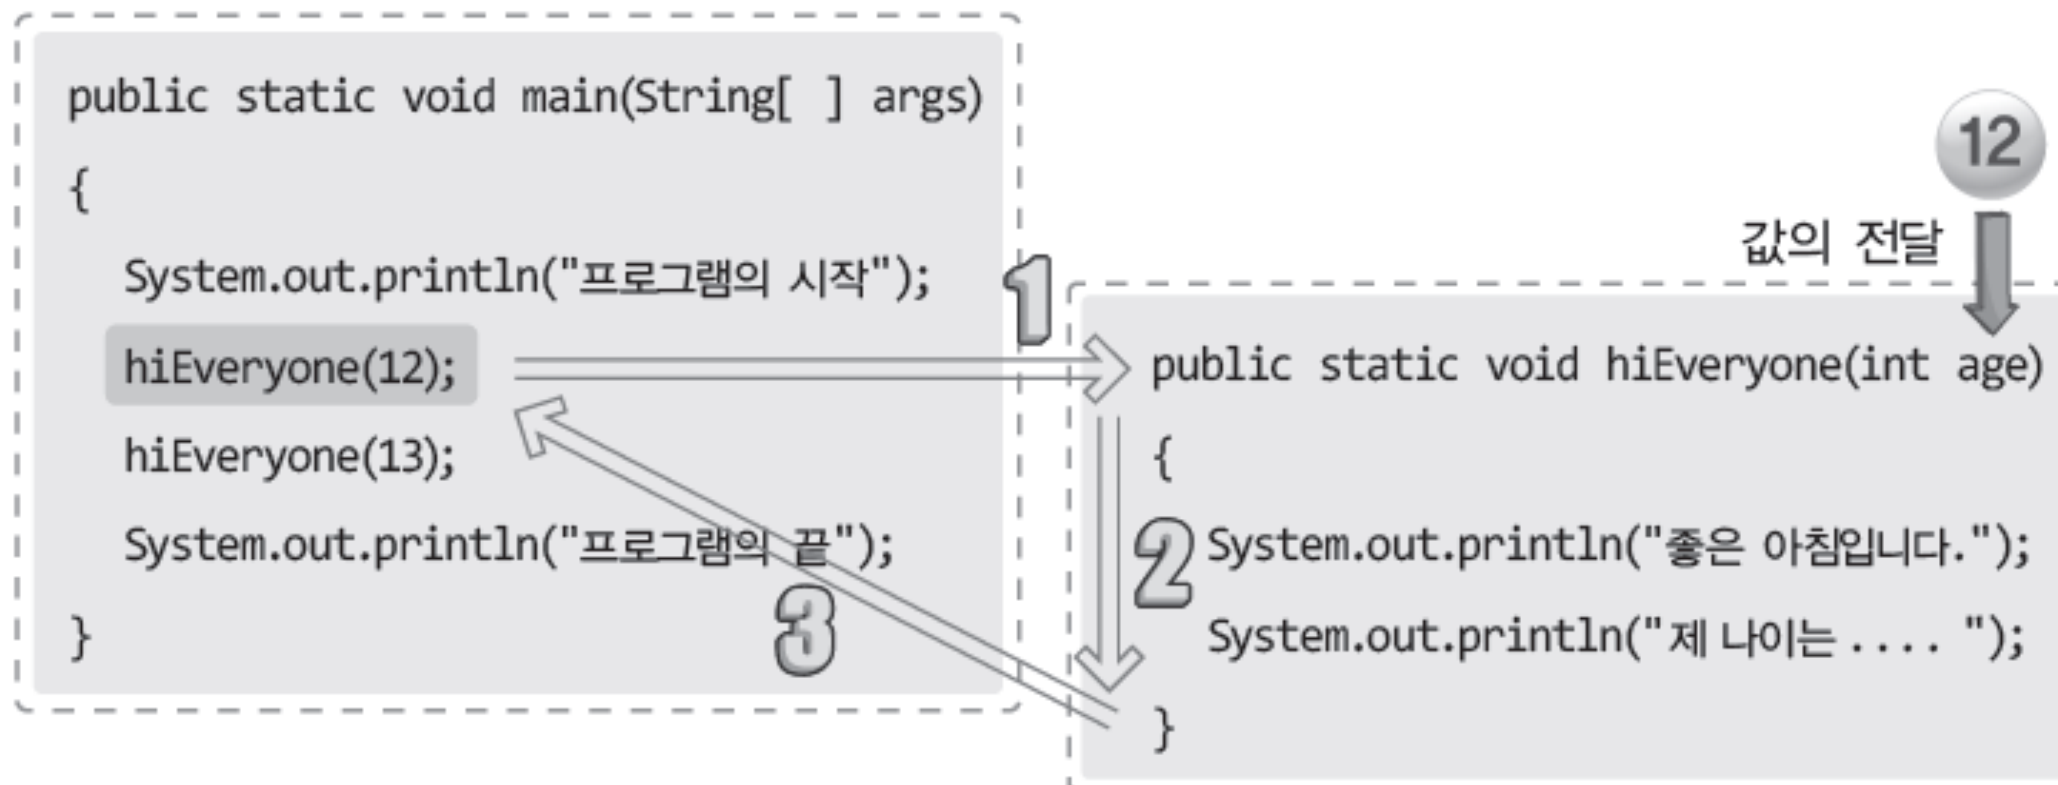 public static void main(String[ ] args)
{
System.out.println("프로그램의 시작");
hiEveryone(12);
hiEveryone(13);
System.out.println("프로그램의 끝");
}
1
3
12
값의 전달
public static void hiEveryone(int age)
{
2
System.out.println("좋은 아침입니다.");
System.out.println("제 나이는 .... ");
}